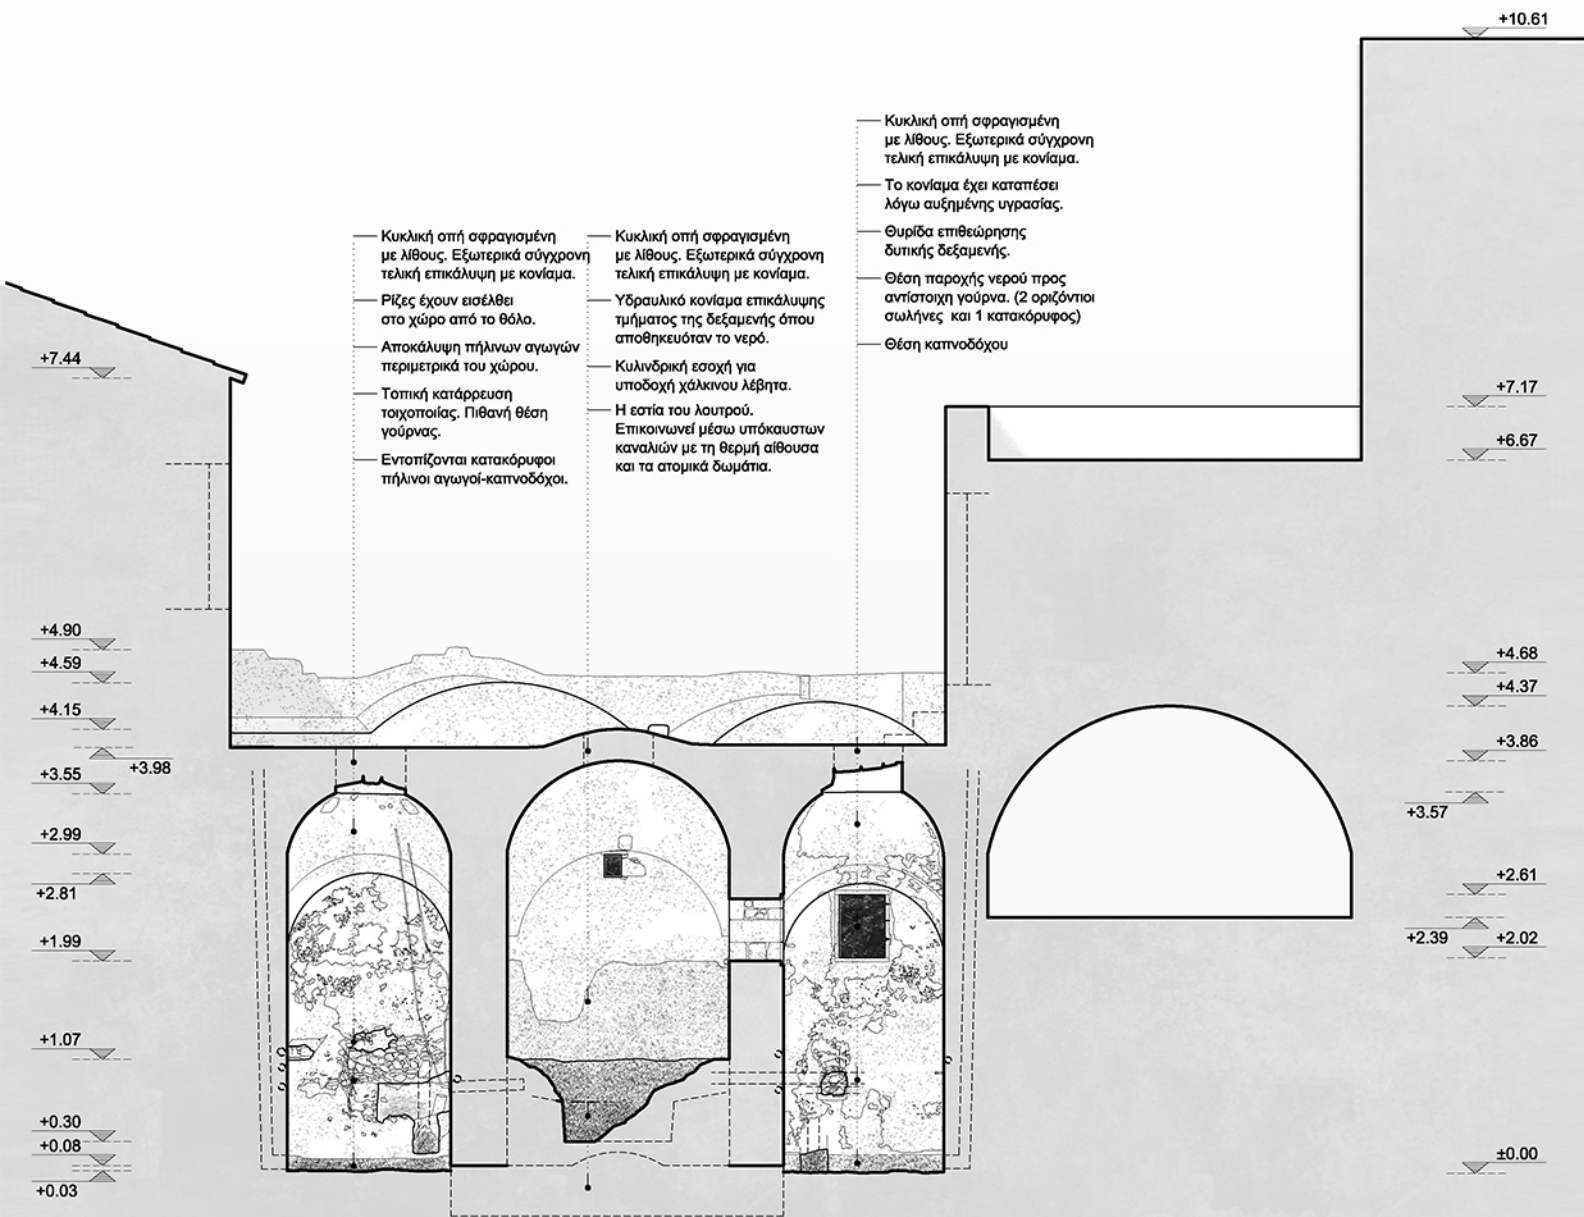 +10.61
Κυκλική οπή σφραγισμένη
με λίθους. Εξωτερικά σύγχρονη
τελική επικάλυψη με κονίαμα.
Το κονίαμα έχει καταπέσει
λόγω αυξημένης υγρασίας.
Θυρίδα επιθεώρησης
δυτικής δεξαμενής.
Θέση παροχής νερού προς
αντίστοιχη γούρνα. (2 οριζόντιοι
σωλήνες και 1 κατακόρυφος)
Θέση καπνοδόχου
Κυκλική οπή σφραγισμένη
με λίθους. Εξωτερικά σύγχρονη
τελική επικάλυψη με κονίαμα.
Ρίζες έχουν εισέλθει
στο χώρο από το θόλο.
Αποκάλυψη πήλινων αγωγών
περιμετρικά του χώρου.
Τοπική κατάρρευση
τοιχοποιίας. Πιθανή θέση
γούρνας.
Εντοπίζονται κατακόρυφοι
πήλινοι αγωγοί-καπνοδόχοι.
Κυκλική οπή σφραγισμένη
με λίθους. Εξωτερικά σύγχρονη
τελική επικάλυψη με κονίαμα.
Υδραυλικό κονίαμα επικάλυψης
τμήματος της δεξαμενής όπου
αποθηκευόταν το νερό.
Κυλινδρική εσοχή για
υποδοχή χάλκινου λέβητα.
Η εστία του λουτρού.
Επικοινωνεί μέσω υπόκαυστων
καναλιών με τη θερμή αίθουσα
και τα ατομικά δωμάτια.
+7.44
+4.90
+4.59
+4.15
+3.98
+3.55
+2.99
+2.81
+1.99
+1.07
+0.30
+0.08
+0.03
+7.17
+6.67
+4.68
+4.37
+3.86
+3.57
+2.61
+2.39
+2.02
±0.00